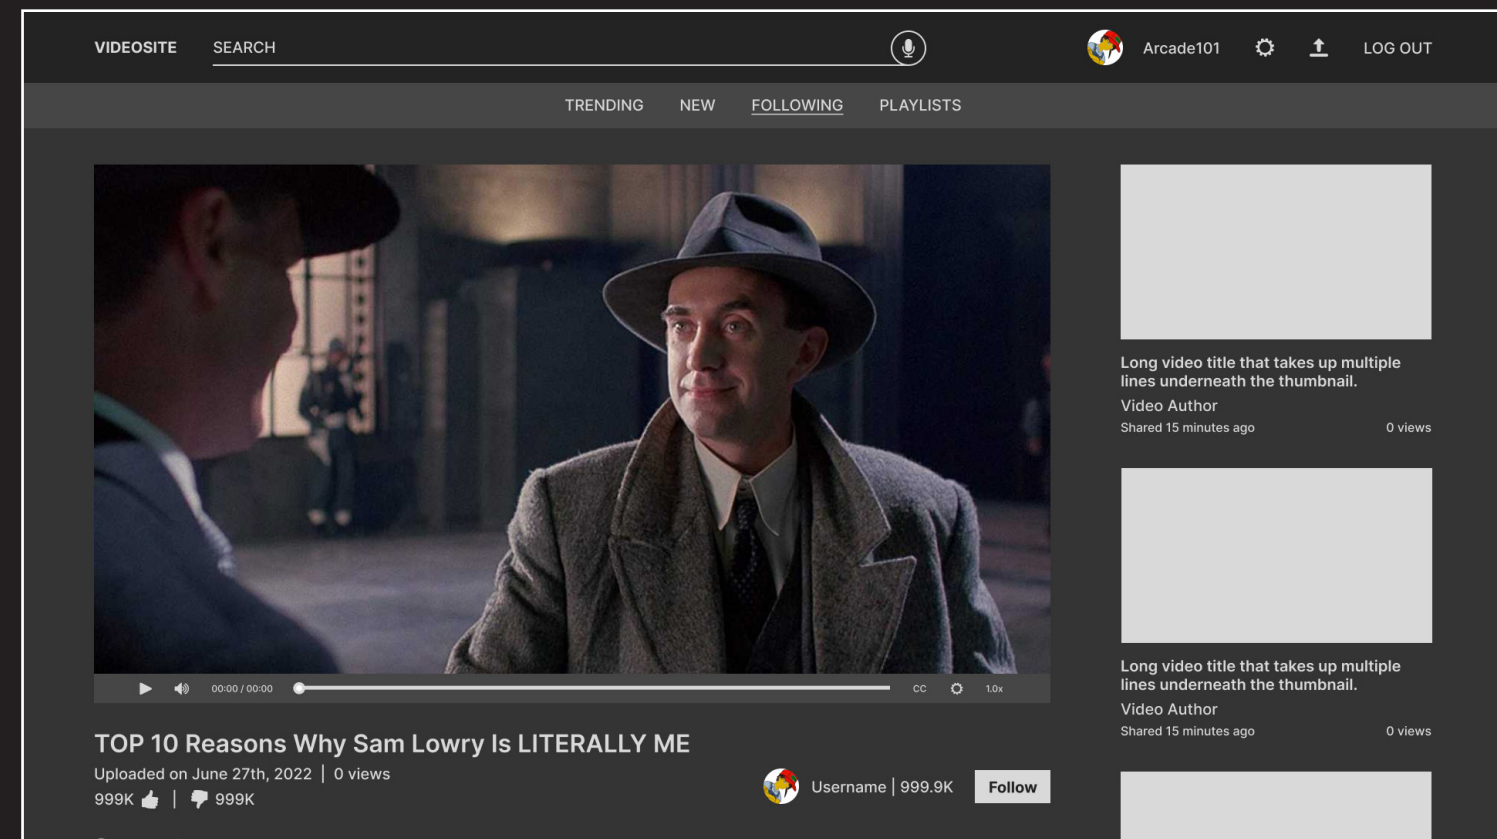 VIDEOSITE SEARCH Arcade101 LOG OUT
TRENDING NEW FOLLOWING PLAYLISTS
00:00 / 00:00 CC 1.0x
TOP 10 Reasons Why Sam Lowry Is LITERALLY ME
Uploaded on June 27th, 2022 | 0 views
999K | 999K
Username | 999.9K Follow
Long video title that takes up multiple
lines underneath the thumbnail.
Video Author
Shared 15 minutes ago 0 views
Long video title that takes up multiple
lines underneath the thumbnail.
Video Author
Shared 15 minutes ago 0 views